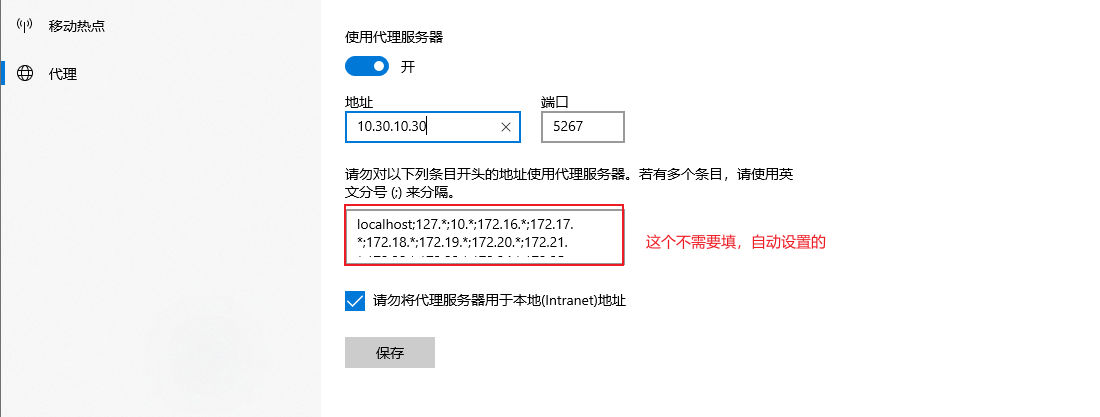 移动热点
代理
使用代理服务器
开
地址
端口
10.30.10.30
5267
请勿对以下列条目开头的地址使用代理服务器。若有多个条目，请使用英
文分号 (;) 来分隔。
localhost;127.*;10.*;172.16.*;172.17.
*;172.18.*;172.19.*;172.20.*;172.21.
这个不需要填，自动设置的
请勿将代理服务器用于本地(Intranet)地址
保存